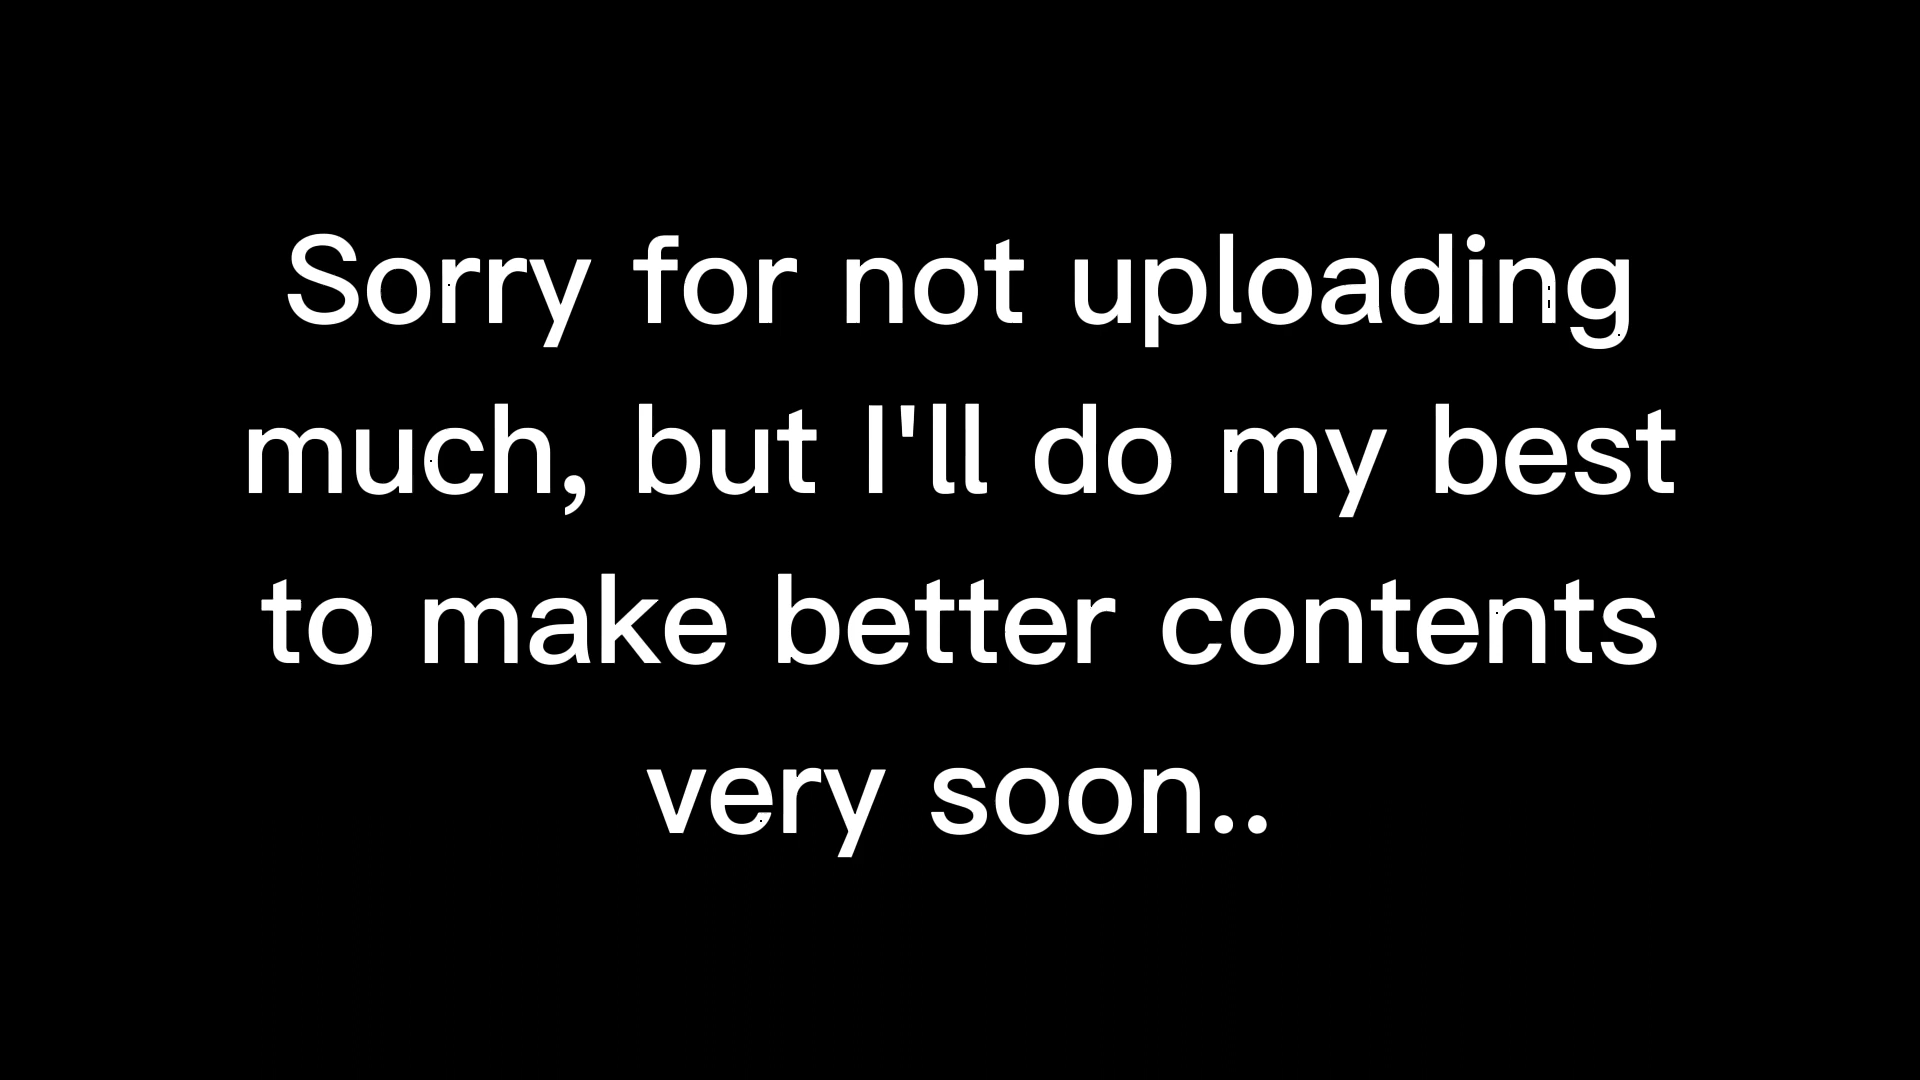 Sorry for not uploading
much, but I'll do my best
to make better contents
very soon..